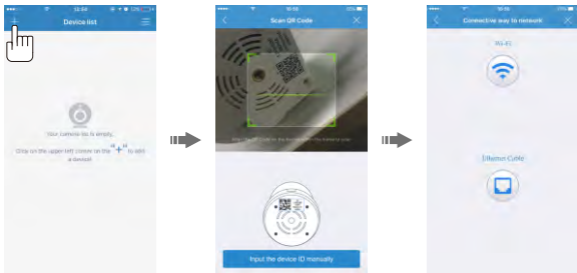 Device list
Your camera list is empty,
Click on the upper left corner on the "+" to add
a device!
Scan QR Code
Input the device ID manually
Connective way to network
Wi-Fi
Ethernet Cable